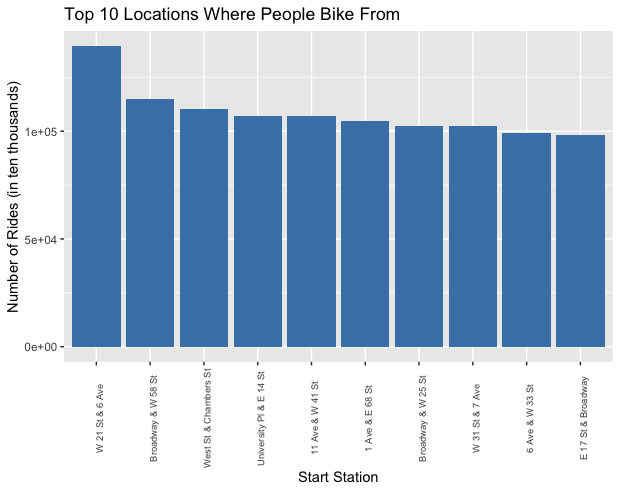 Top 10 Locations Where People Bike From
Number of Rides (in ten thousands)
1e+05
5e+04
0e+00
W 21 St & 6 Ave
Broadway & W 58 St
West St & Chambers St
University Pl & E 14 St
11 Ave & W 41 St
1 Ave & E 68 St
Broadway & W 25 St
W 31 St & 7 Ave
6 Ave & W 33 St
E 17 St & Broadway
Start Station